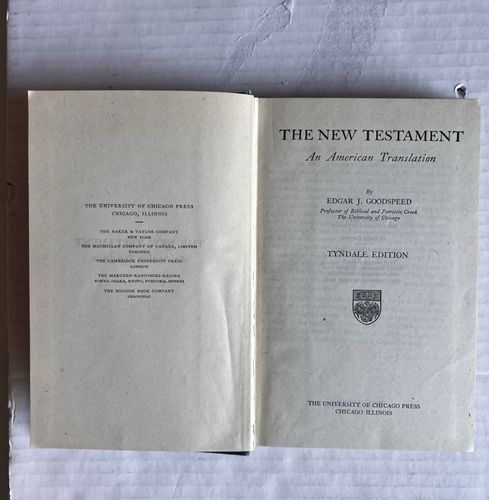 THE UNIVERSITY OF CHICAGO PRESS
CHICAGO, ILLINOIS
THE BAKER & TAYLOR COMPANY
NEW YORK
THE MACMILLAN COMPANY OF CANADA, LIMITED
TORONTO
THE CAMBRIDGE UNIVERSITY PRESS
LONDON
THE MARUZEN-KABUSHIKI-KAISHA
TOKYO, OSAKA, KYOTO, FUKUOKA, SENDAI
THE MISSION BOOK COMPANY
SHANGHAI
THE NEW TESTAMENT
An American Translation
By
EDGAR J. GOODSPEED
Professor of Biblical and Patristic Greek
The University of Chicago
TYNDALE EDITION
THE UNIVERSITY OF CHICAGO PRESS
CHICAGO ILLINOIS